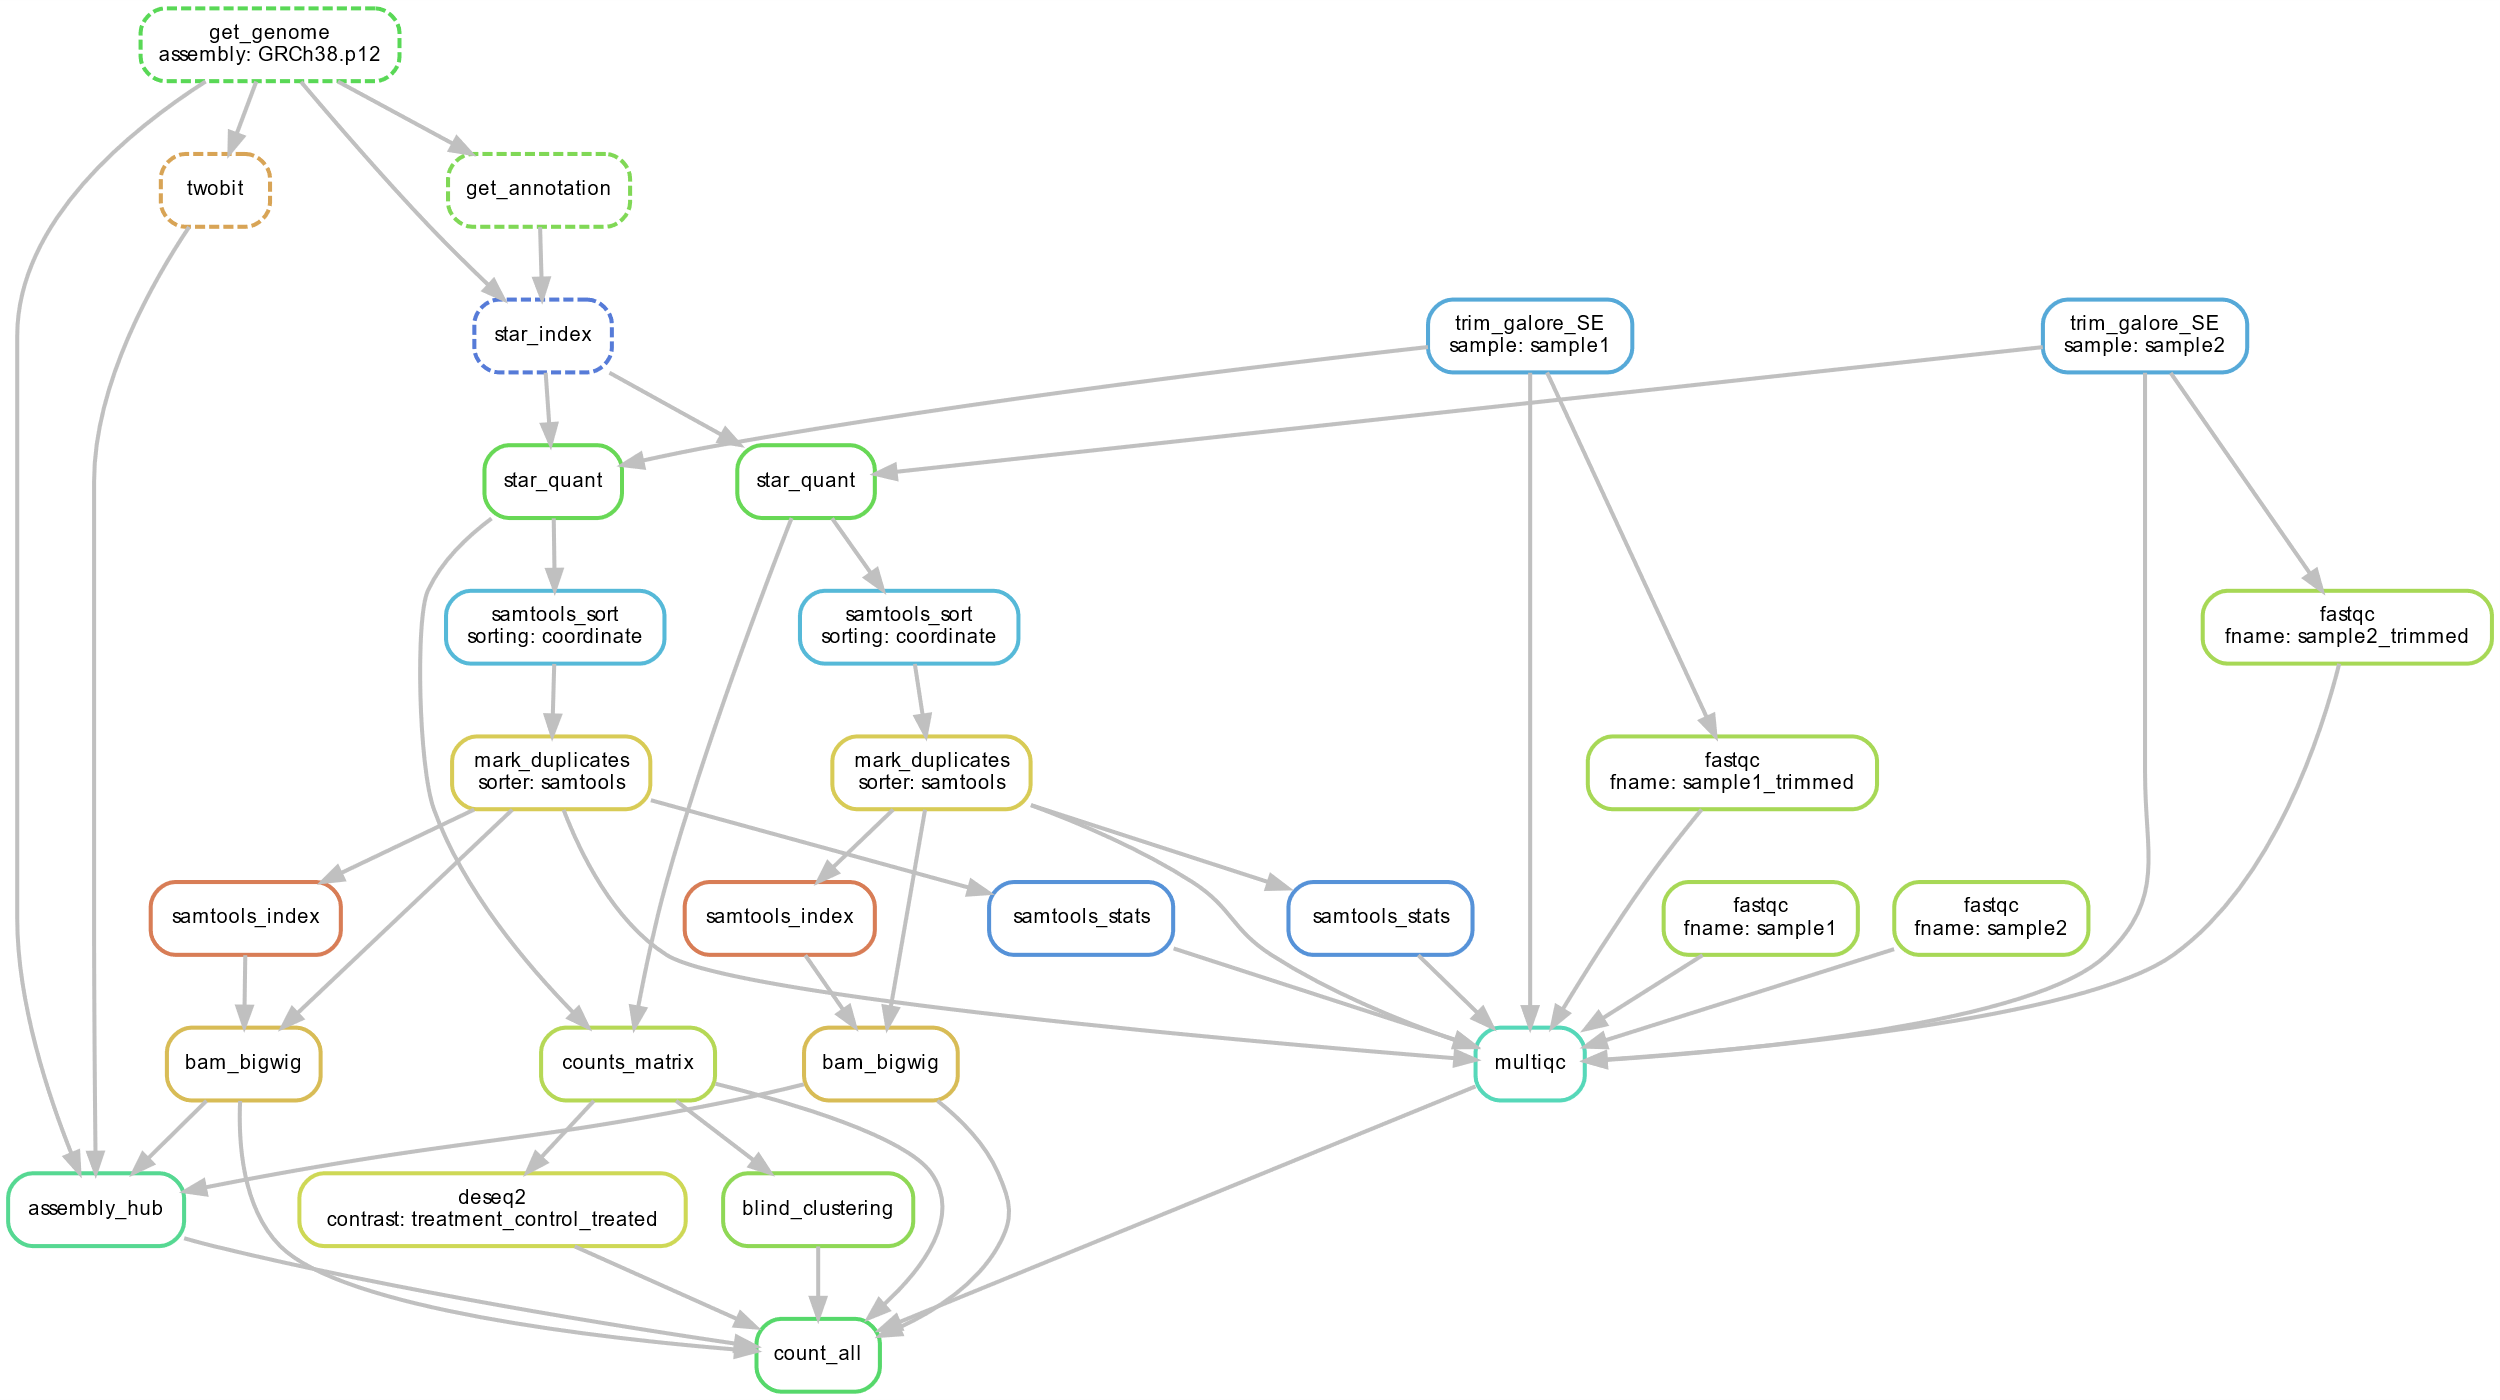 get_genome
assembly: GRCh38.p12
twobit
get_annotation
star_index
trim_galore_SE
sample: sample1
trim_galore_SE
sample: sample2
star_quant
star_quant
samtools_sort
sorting: coordinate
samtools_sort
sorting: coordinate
fastqc
fname: sample2_trimmed
mark_duplicates
sorter: samtools
mark_duplicates
sorter: samtools
fastqc
fname: sample1_trimmed
samtools_index
samtools_index
samtools_stats
samtools_stats
fastqc
fname: sample1
fastqc
fname: sample2
bam_bigwig
counts_matrix
bam_bigwig
multiqc
assembly_hub
deseq2
contrast: treatment_control_treated
blind_clustering
count_all